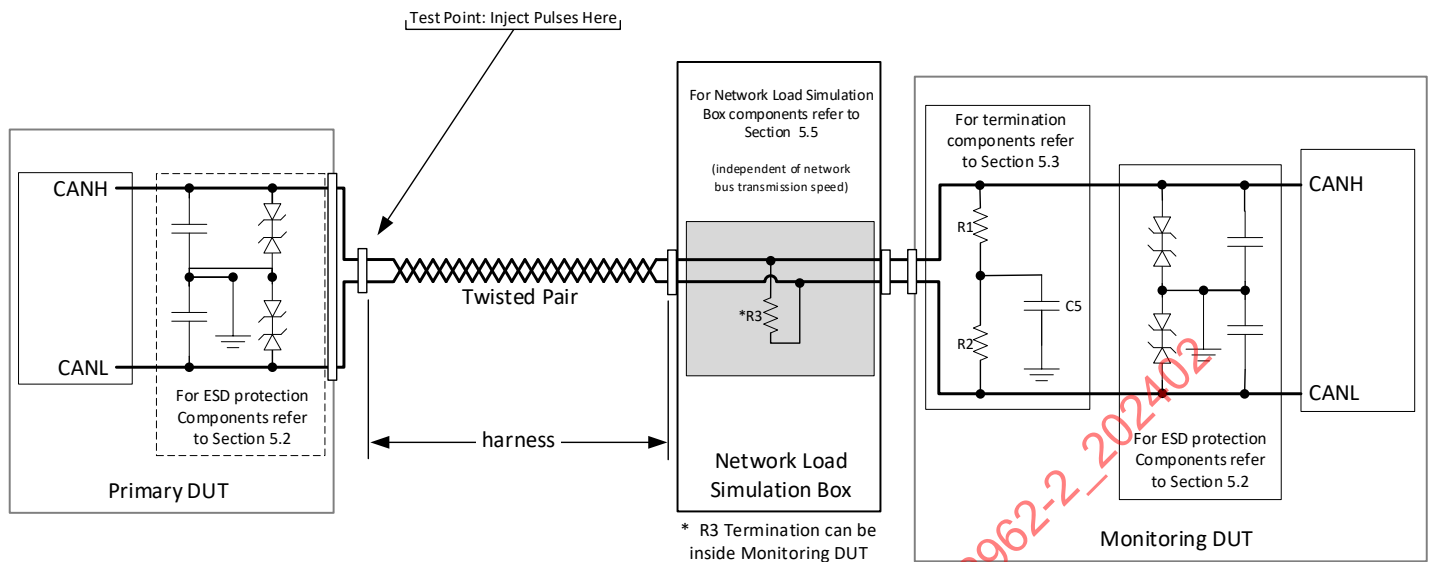 Test Point: Inject Pulses Here
CANH
CANL
For ESD protection
Components refer
to Section 5.2
Primary DUT
Twisted Pair
harness
For Network Load Simulation
Box components refer to
Section 5.5
(independent of network
bus transmission speed)
*R3
Network Load
Simulation Box
* R3 Termination can be
inside Monitoring DUT
For termination
components refer
to Section 5.3
R1
R2
C5
For ESD protection
Components refer
to Section 5.2
CANH
CANL
Monitoring DUT
962-2_202402